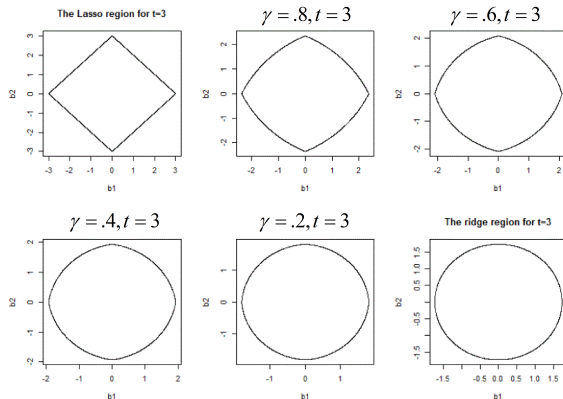 The Lasso region for t=3
γ = .8, t = 3
γ = .6, t = 3
b2
3
2
1
0
-1
-2
-3
-3 -2 -1 0 1 2 3
b1
b2
2
1
0
-1
-2
-2 -1 0 1 2
b1
b2
2
1
0
-1
-2
-2 -1 0 1 2
b1
γ = .4, t = 3
γ = .2, t = 3
The ridge region for t=3
b2
2
1
0
-1
-2
-2 -1 0 1 2
b1
b2
1
0
-1
-1 0 1
b1
b2
1.5
1.0
0.5
0.0
-0.5
-1.5
-1.5 -0.5 0.0 0.5 1.0 1.5
b1